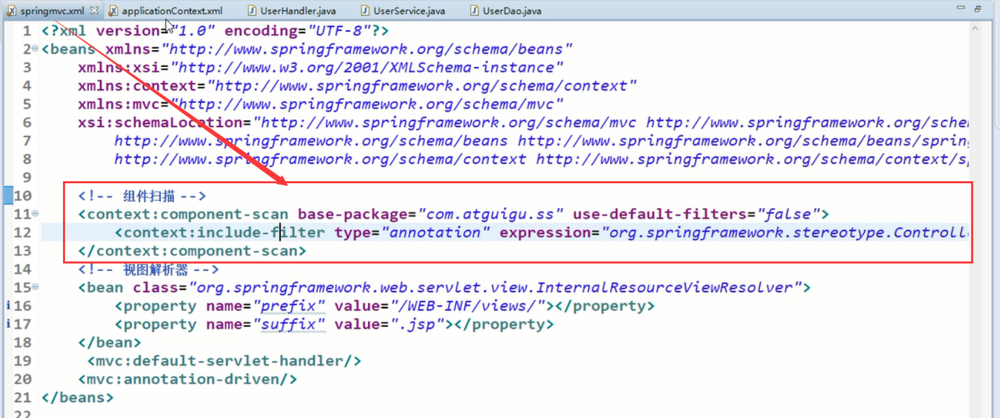 springmvc.xml applicationContext.xml UserHandler.java UserService.java UserDao.java
1 <?xml version="1.0" encoding="UTF-8"?>
2 <beans xmlns="http://www.springframework.org/schema/beans"
3 xmlns:xsi="http://www.w3.org/2001/XMLSchema-instance"
4 xmlns:context="http://www.springframework.org/schema/context"
5 xmlns:mvc="http://www.springframework.org/schema/mvc"
6 xsi:schemaLocation="http://www.springframework.org/schema/mvc http://www.springframework.org/schem
7 http://www.springframework.org/schema/beans http://www.springframework.org/schema/beans/spring
8 http://www.springframework.org/schema/context http://www.springframework.org/schema/context/sp
9
10 <!-- 组件扫描 -->
11 <context:component-scan base-package="com.atguigu.ss" use-default-filters="false">
12 <context:include-filter type="annotation" expression="org.springframework.stereotype.Controll
13 </context:component-scan>
14 <!-- 视图解析器 -->
15 <bean class="org.springframework.web.servlet.view.InternalResourceViewResolver">
16 <property name="prefix" value="/WEB-INF/views/"></property>
17 <property name="suffix" value=".jsp"></property>
18 </bean>
19 <mvc:default-servlet-handler/>
20 <mvc:annotation-driven/>
21 </beans>
22